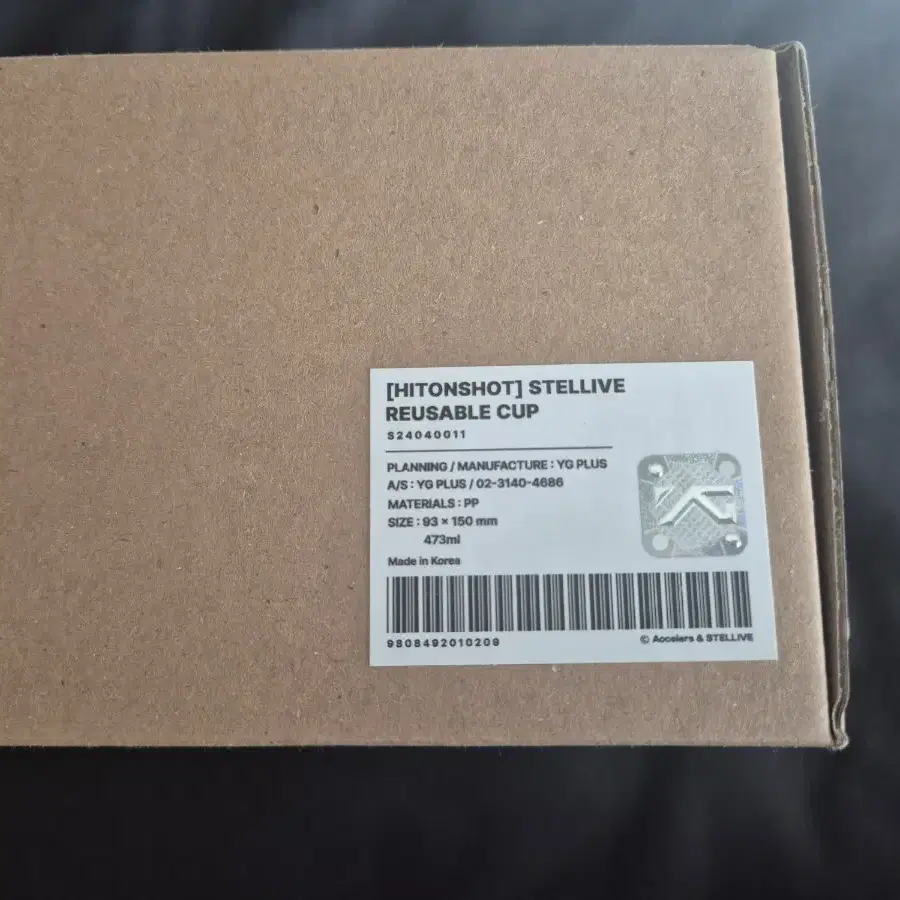 [HITONSHOT] STELLIVE
REUSABLE CUP
S24040011
PLANNING / MANUFACTURE : YG PLUS
A/S : YG PLUS / 02-3140-4686
MATERIALS : PP
SIZE : 93 × 150 mm
473ml
Made in Korea
YG
9808492010209
© Accelers & STELLIVE